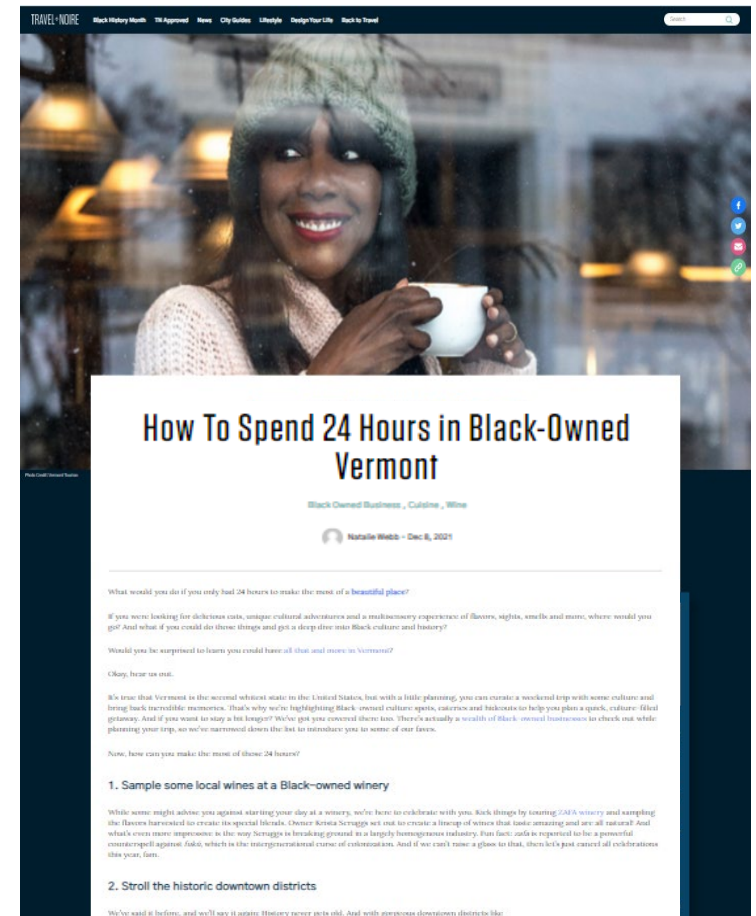 TRAVEL+NOIRE Black History Month TN Approved News City Guides Lifestyle Design Your Life Back to Travel Search
How To Spend 24 Hours in Black-Owned
Vermont
Photo Credit: Vermont Tourism
Black Owned Business , Cuisine , Wine
Natalie Webb - Dec 8, 2021
What would you do if you only had 24 hours to make the most of a beautiful place?
If you were looking for delicious eats, unique cultural adventures and a multisensory experience of flavors, sights, smells and more, where would you
go? And what if you could do those things and get a deep dive into Black culture and history?
Would you be surprised to learn you could have all that and more in Vermont?
Okay, hear us out.
It's true that Vermont is the second whitest state in the United States, but with a little planning, you can curate a weekend trip with some culture and
bring back incredible memories. That's why we're highlighting Black-owned culture spots, eateries and hideouts to help you plan a quick, culture-filled
getaway. And if you want to stay a bit longer? We've got you covered there too. There's actually a wealth of Black-owned businesses to check out while
planning your trip, so we've narrowed down the list to introduce you to some of our faves.
Now, how can you make the most of those 24 hours?
1. Sample some local wines at a Black-owned winery
While some might advise you against starting your day at a winery, we're here to celebrate with you. Kick things by touring ZAFA winery and sampling
the flavors harvested to create its special blends. Owner Krista Scruggs set out to create a lineup of wines that taste amazing and are all natural! And
what's even more impressive is the way Scruggs is breaking ground in a largely homogenous industry. Fun fact: zafa is reported to be a powerful
counterspell against fukú, which is the intergenerational curse of colonization. And if we can't raise a glass to that, then let's just cancel all celebrations
this year, fam.
2. Stroll the historic downtown districts
We've said it before, and we'll say it again: History never gets old. And with gorgeous downtown districts like